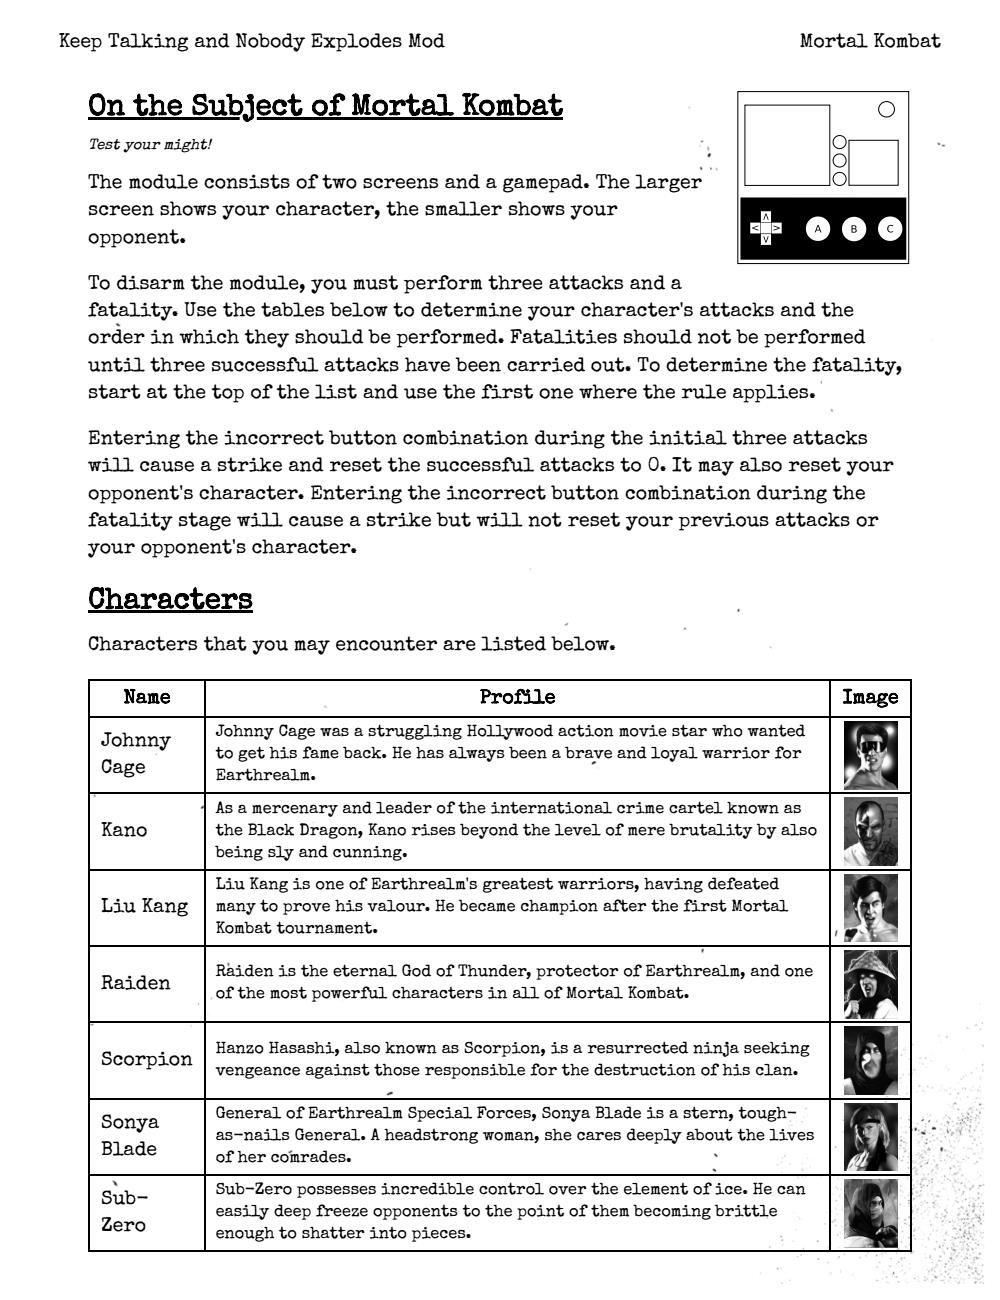 Keep Talking and Nobody Explodes Mod
Mortal Kombat
On the Subject of Mortal Kombat
Test your might!
The module consists of two screens and a gamepad. The larger
screen shows your character, the smaller shows your
opponent.
˄
< >
˅
A B C
To disarm the module, you must perform three attacks and a
fatality. Use the tables below to determine your character's attacks and the
order in which they should be performed. Fatalities should not be performed
until three successful attacks have been carried out. To determine the fatality,
start at the top of the list and use the first one where the rule applies.
Entering the incorrect button combination during the initial three attacks
will cause a strike and reset the successful attacks to 0. It may also reset your
opponent's character. Entering the incorrect button combination during the
fatality stage will cause a strike but will not reset your previous attacks or
your opponent's character.
Characters
Characters that you may encounter are listed below.
Name Profile Image
Johnny
Cage
Johnny Cage was a struggling Hollywood action movie star who wanted
to get his fame back. He has always been a brave and loyal warrior for
Earthrealm.
Kano
As a mercenary and leader of the international crime cartel known as
the Black Dragon, Kano rises beyond the level of mere brutality by also
being sly and cunning.
Liu Kang
Liu Kang is one of Earthrealm's greatest warriors, having defeated
many to prove his valour. He became champion after the first Mortal
Kombat tournament.
Raiden
Raiden is the eternal God of Thunder, protector of Earthrealm, and one
of the most powerful characters in all of Mortal Kombat.
Scorpion
Hanzo Hasashi, also known as Scorpion, is a resurrected ninja seeking
vengeance against those responsible for the destruction of his clan.
Sonya
Blade
General of Earthrealm Special Forces, Sonya Blade is a stern, tough-
as-nails General. A headstrong woman, she cares deeply about the lives
of her comrades.
Sub-
Zero
Sub-Zero possesses incredible control over the element of ice. He can
easily deep freeze opponents to the point of them becoming brittle
enough to shatter into pieces.